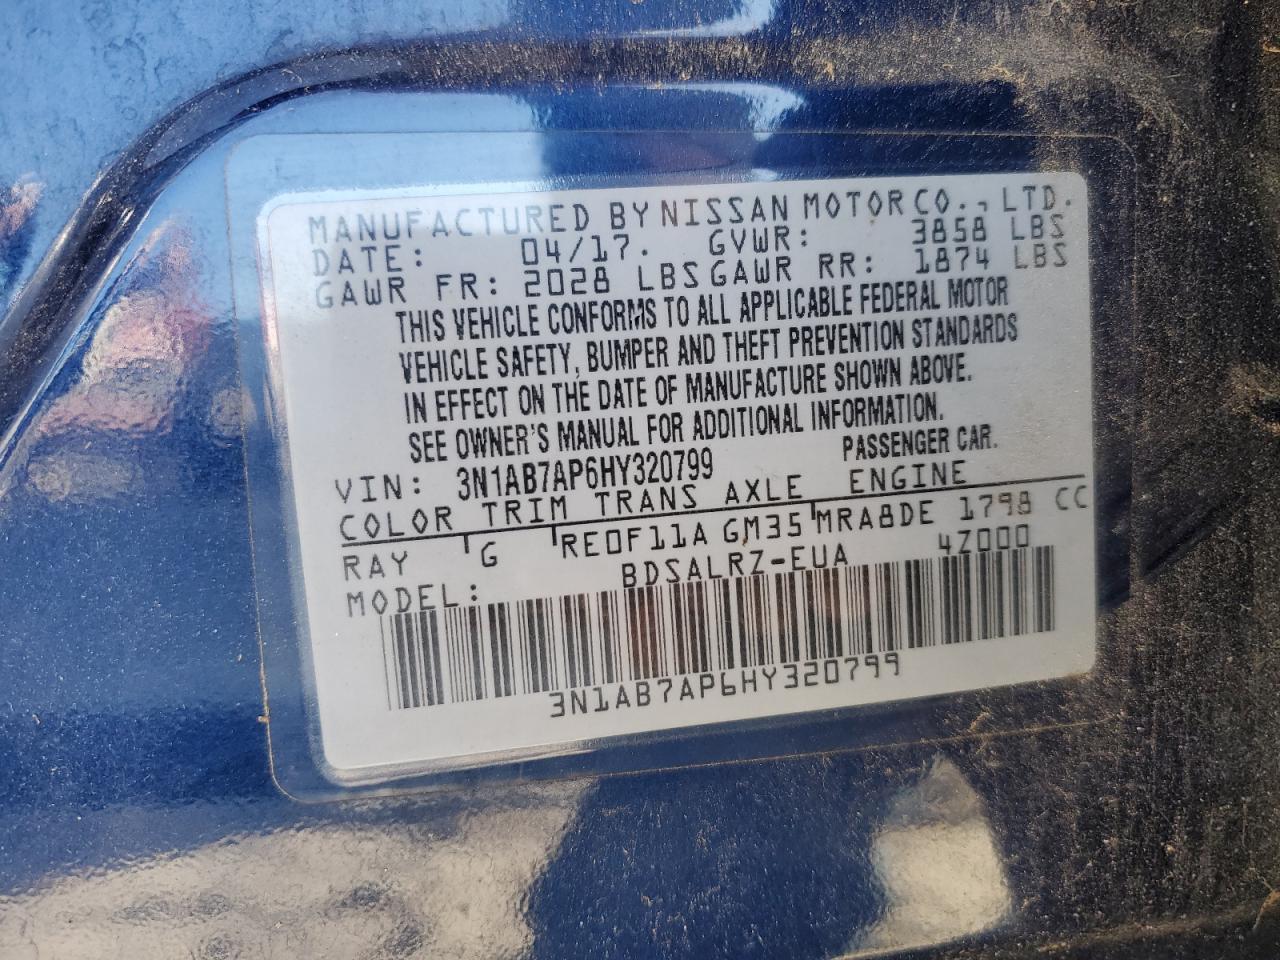 MANUFACTURED BY NISSAN MOTOR CO., LTD.
DATE: 04/17. GVWR: 3858 LBS
GAWR FR: 2028 LBS GAWR RR: 1874 LBS
THIS VEHICLE CONFORMS TO ALL APPLICABLE FEDERAL MOTOR
VEHICLE SAFETY, BUMPER AND THEFT PREVENTION STANDARDS
IN EFFECT ON THE DATE OF MANUFACTURE SHOWN ABOVE.
SEE OWNER'S MANUAL FOR ADDITIONAL INFORMATION.
VIN: 3N1AB7AP6HY320799 PASSENGER CAR.
COLOR TRIM TRANS AXLE ENGINE
RAY G RE0F11A GM35 MRA8DE 1798 CC
MODEL: BDSALRZ-EUA 4Z000
3N1AB7AP6HY320799